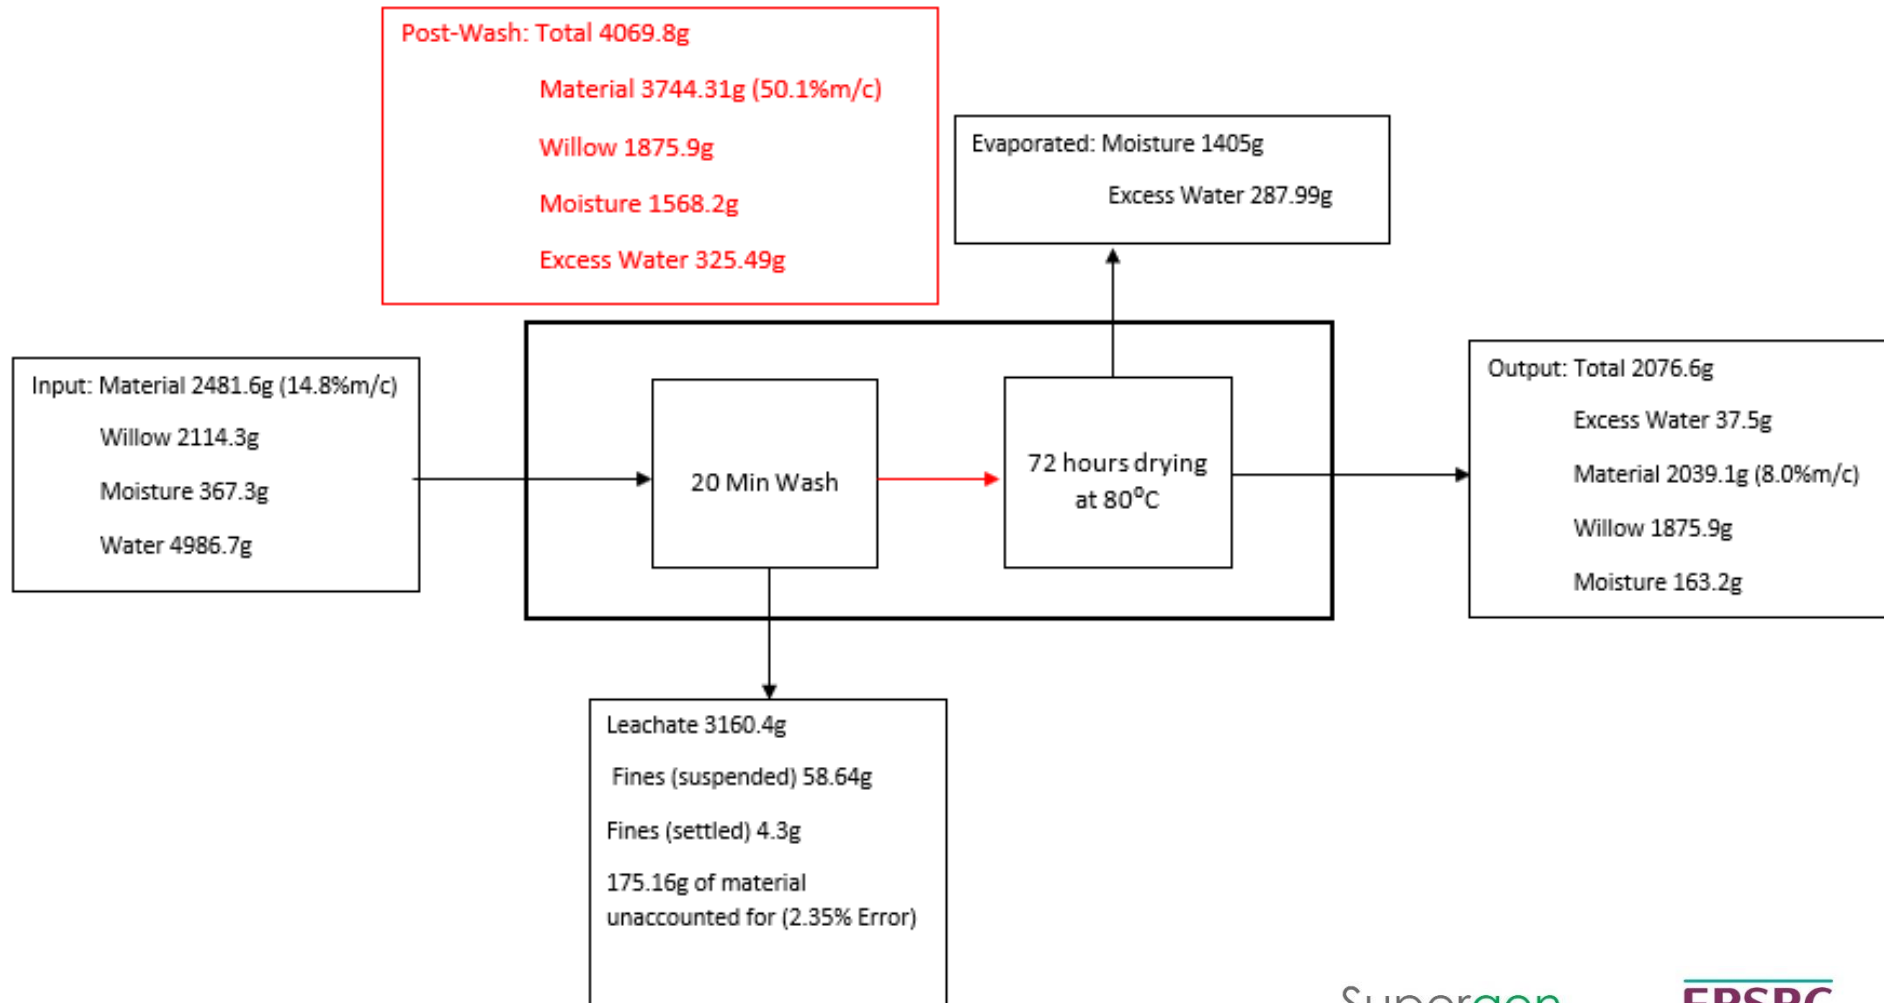 Post-Wash: Total 4069.8g
Material 3744.31g (50.1%m/c)
Willow 1875.9g
Moisture 1568.2g
Excess Water 325.49g
Evaporated: Moisture 1405g
Excess Water 287.99g
Input: Material 2481.6g (14.8%m/c)
Willow 2114.3g
Moisture 367.3g
Water 4986.7g
20 Min Wash
72 hours drying
at 80⁰C
Output: Total 2076.6g
Excess Water 37.5g
Material 2039.1g (8.0%m/c)
Willow 1875.9g
Moisture 163.2g
Leachate 3160.4g
Fines (suspended) 58.64g
Fines (settled) 4.3g
175.16g of material
unaccounted for (2.35% Error)
Supergen
EPSRC